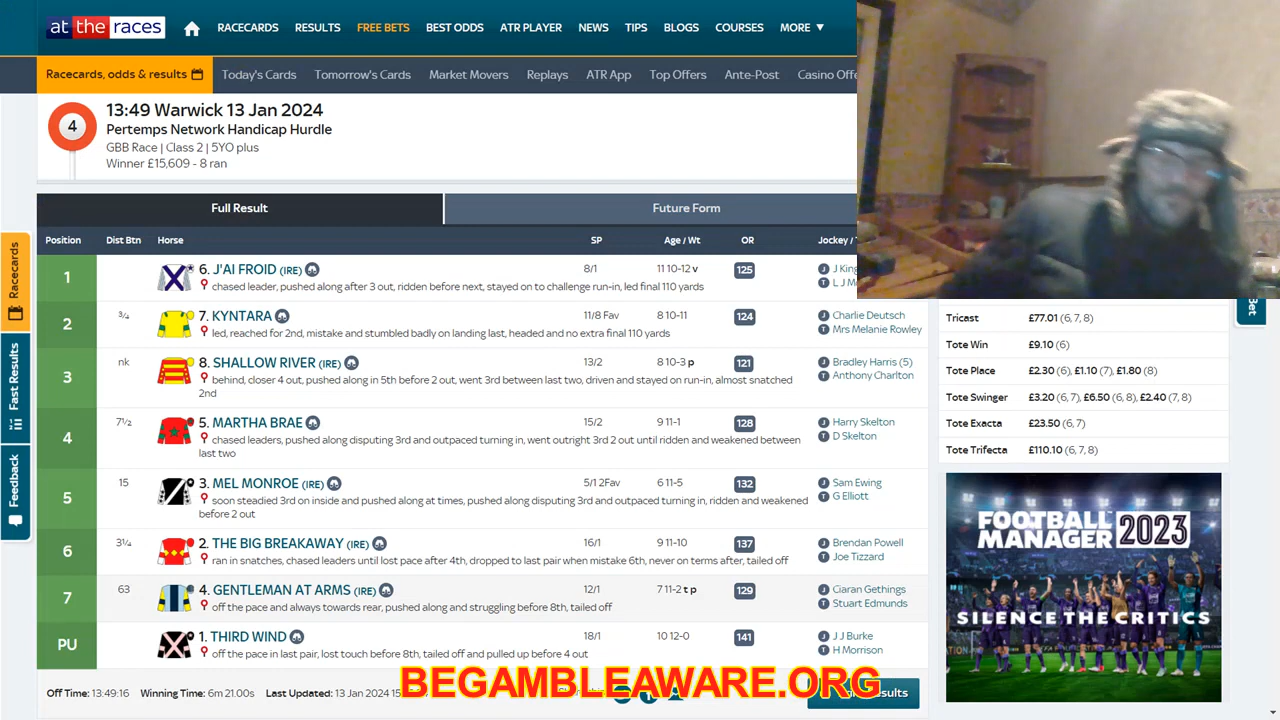 at the races
RACECARDS RESULTS FREE BETS BEST ODDS ATR PLAYER NEWS TIPS BLOGS COURSES MORE
Racecards, odds & results Today's Cards Tomorrow's Cards Market Movers Replays ATR App Top Offers Ante-Post Casino Offe
4
13:49 Warwick 13 Jan 2024
Pertemps Network Handicap Hurdle
GBB Race | Class 2 | 5YO plus
Winner £15,609 - 8 ran
Full Result Future Form
Position Dist Btn Horse SP Age / Wt OR Jockey / T
1 6. J'AI FROID (IRE) 8/1 11 10-12 v 125 J King
chased leader, pushed along after 3 out, ridden before next, stayed on to challenge run-in, led final 110 yards L J M
2 3/4 7. KYNTARA 11/8 Fav 8 10-11 124 Charlie Deutsch
led, reached for 2nd, mistake and stumbled badly on landing last, headed and no extra final 110 yards Mrs Melanie Rowley
3 nk 8. SHALLOW RIVER (IRE) 13/2 8 10-3 p 121 Bradley Harris (5)
behind, closer 4 out, pushed along in 5th before 2 out, went 3rd between last two, driven and stayed on run-in, almost snatched Anthony Charlton
2nd
4 7 1/2 5. MARTHA BRAE 15/2 9 11-1 128 Harry Skelton
chased leaders, pushed along disputing 3rd and outpaced turning in, went outright 3rd 2 out until ridden and weakened between D Skelton
last two
5 15 3. MEL MONROE (IRE) 5/1 2Fav 6 11-5 132 Sam Ewing
soon steadied 3rd on inside and pushed along at times, pushed along disputing 3rd and outpaced turning in, ridden and weakened G Elliott
before 2 out
6 3 1/4 2. THE BIG BREAKAWAY (IRE) 16/1 9 11-10 137 Brendan Powell
ran in snatches, chased leaders until lost pace after 4th, dropped to last pair when mistake 6th, never on terms after, tailed off Joe Tizzard
7 63 4. GENTLEMAN AT ARMS (IRE) 12/1 7 11-2 t p 129 Ciaran Gethings
off the pace and always towards rear, pushed along and struggling before 8th, tailed off Stuart Edmunds
PU 1. THIRD WIND 18/1 10 12-0 141 J J Burke
off the pace in last pair, lost touch before 8th, tailed off and pulled up before 4 out H Morrison
Off Time: 13:49:16 Winning Time: 6m 21.00s Last Updated: 13 Jan 2024
BEGAMBLEAWARE.ORG
Racecards
Fast Results
Feedback
Bet
Tricast £77.01 (6, 7, 8)
Tote Win £9.10 (6)
Tote Place £2.30 (6), £1.10 (7), £1.80 (8)
Tote Swinger £3.20 (6, 7), £6.50 (6, 8), £2.40 (7, 8)
Tote Exacta £23.50 (6, 7)
Tote Trifecta £110.10 (6, 7, 8)
FOOTBALL
MANAGER 2023
SILENCE THE CRITICS